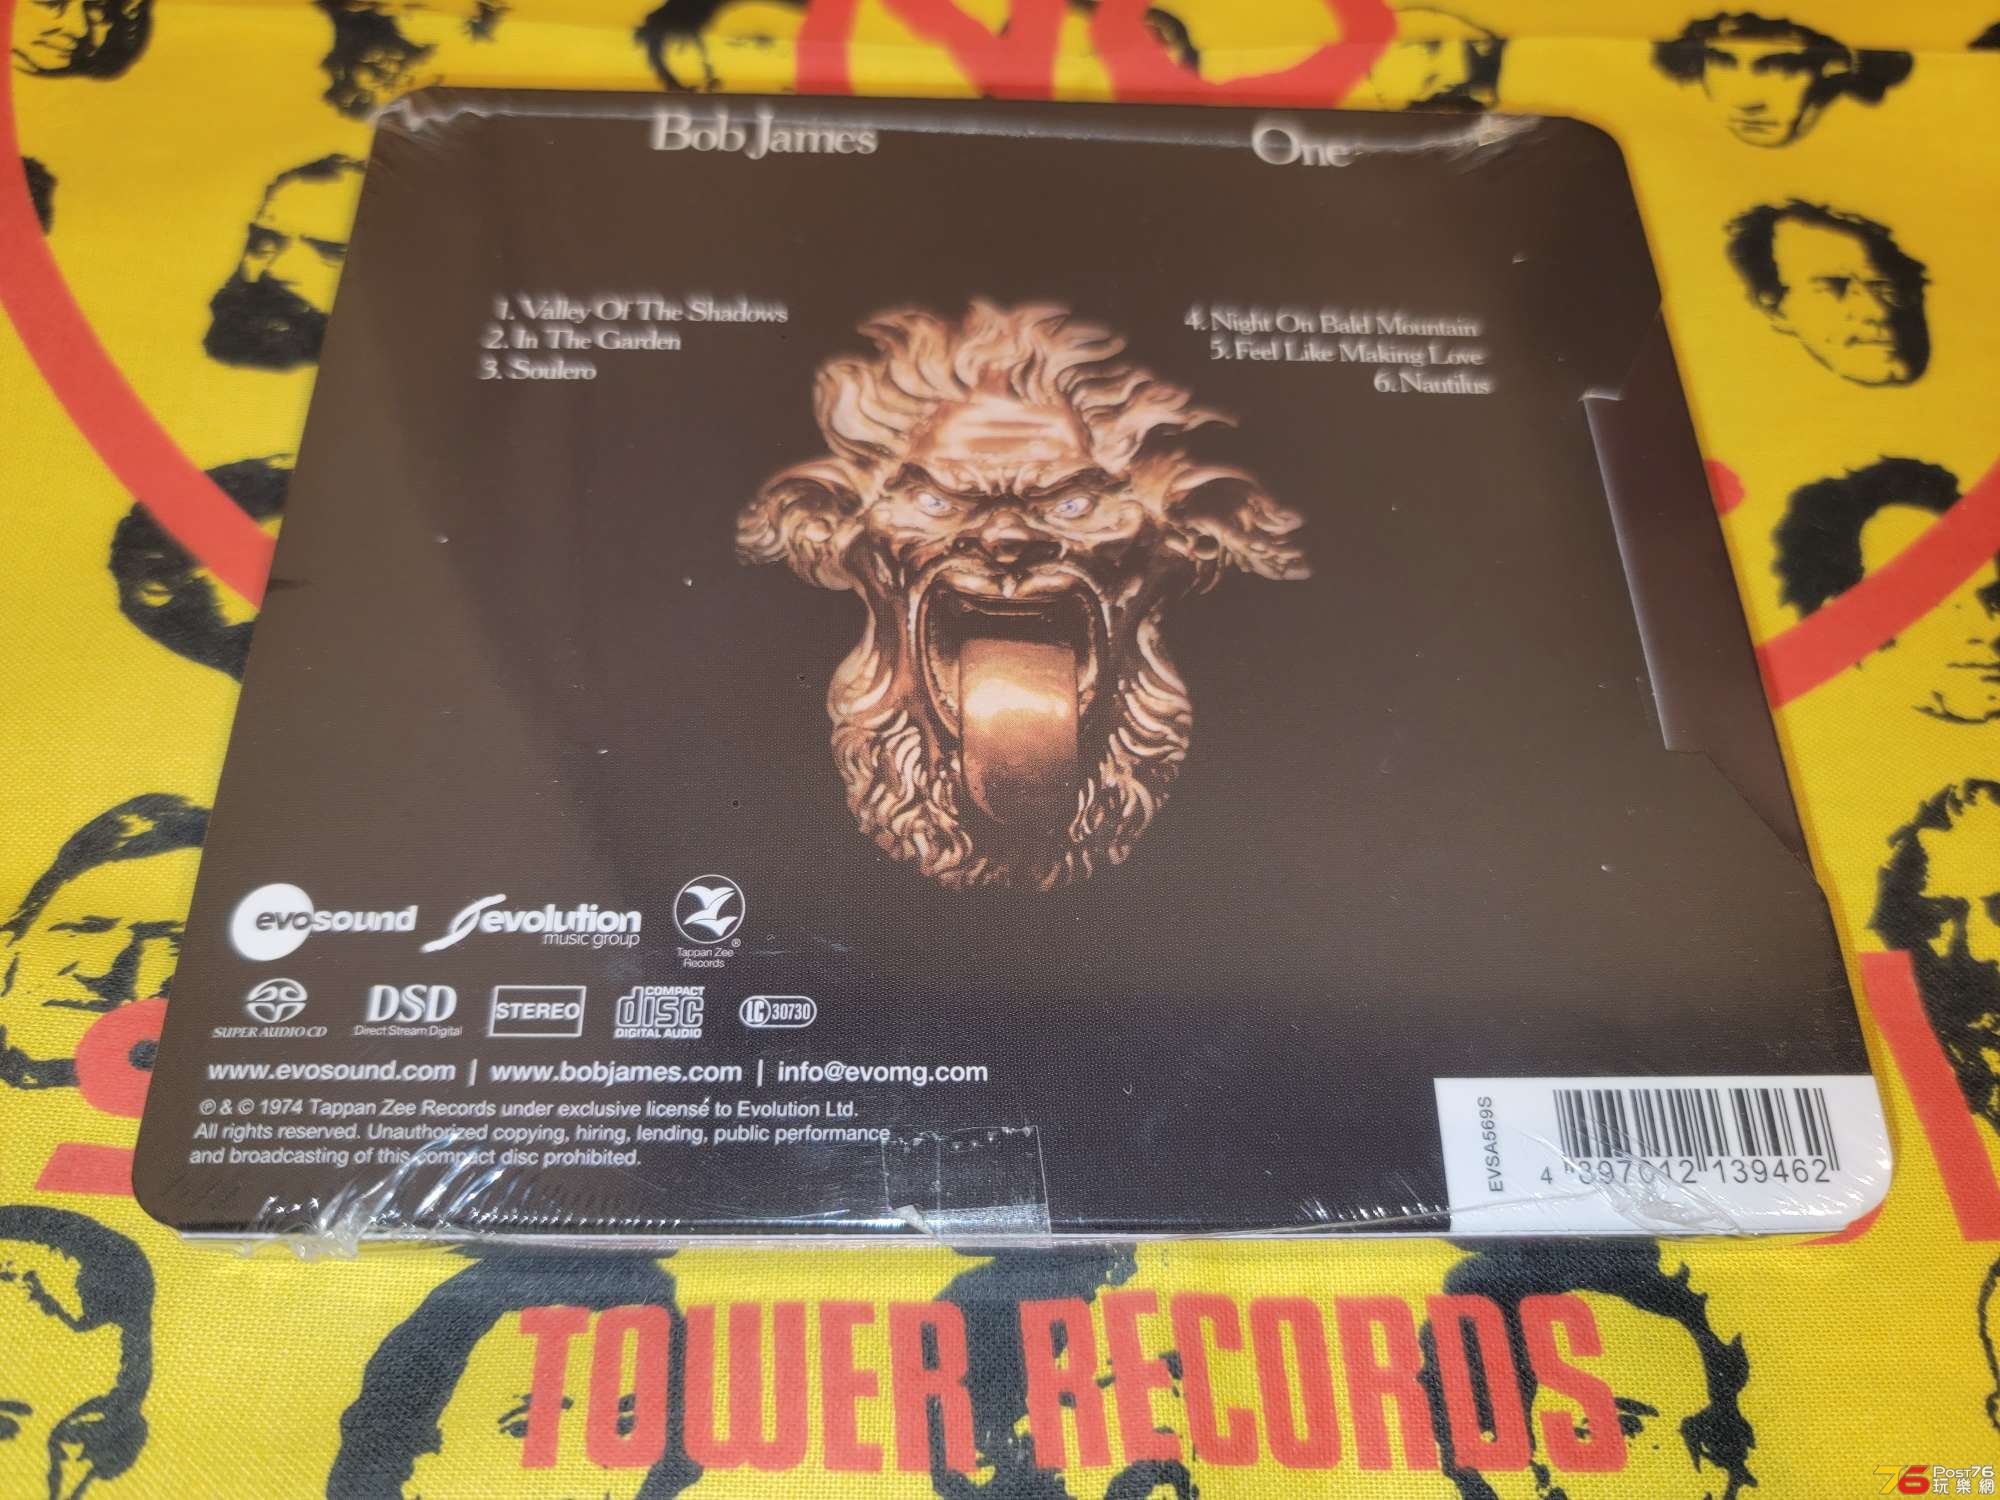 Bob James
One
1. Valley Of The Shadows
2. In The Garden
3. Soulero
4. Night On Bald Mountain
5. Feel Like Making Love
6. Nautilus
evosound
evolution
music group
Tappan Zee ®
Records
SUPER AUDIO CD
DSD
Direct Stream Digital
STEREO
COMPACT
disc
DIGITAL AUDIO
LC 30730
www.evosound.com | www.bobjames.com | info@evomg.com
℗ & © 1974 Tappan Zee Records under exclusive license to Evolution Ltd.
All rights reserved. Unauthorized copying, hiring, lending, public performance
and broadcasting of this compact disc prohibited.
EVSA569S
4 897012 139462
TOWER RECORDS
76 Post76
玩樂網